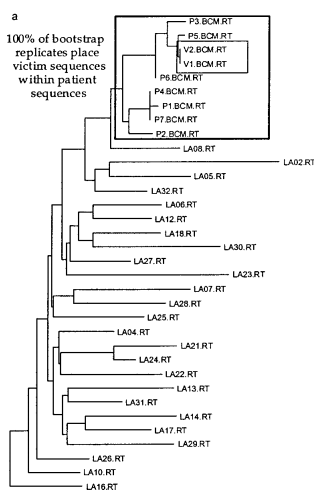 a
100% of bootstrap
replicates place
victim sequences
within patient
sequences
P3.BCM.RT
P5.BCM.RT
V2.BCM.RT
V1.BCM.RT
P6.BCM.RT
P4.BCM.RT
P1.BCM.RT
P7.BCM.RT
P2.BCM.RT
LA08.RT
LA02.RT
LA05.RT
LA32.RT
LA06.RT
LA12.RT
LA18.RT
LA30.RT
LA27.RT
LA23.RT
LA07.RT
LA28.RT
LA25.RT
LA04.RT
LA21.RT
LA24.RT
LA22.RT
LA13.RT
LA31.RT
LA14.RT
LA17.RT
LA29.RT
LA26.RT
LA10.RT
LA16.RT